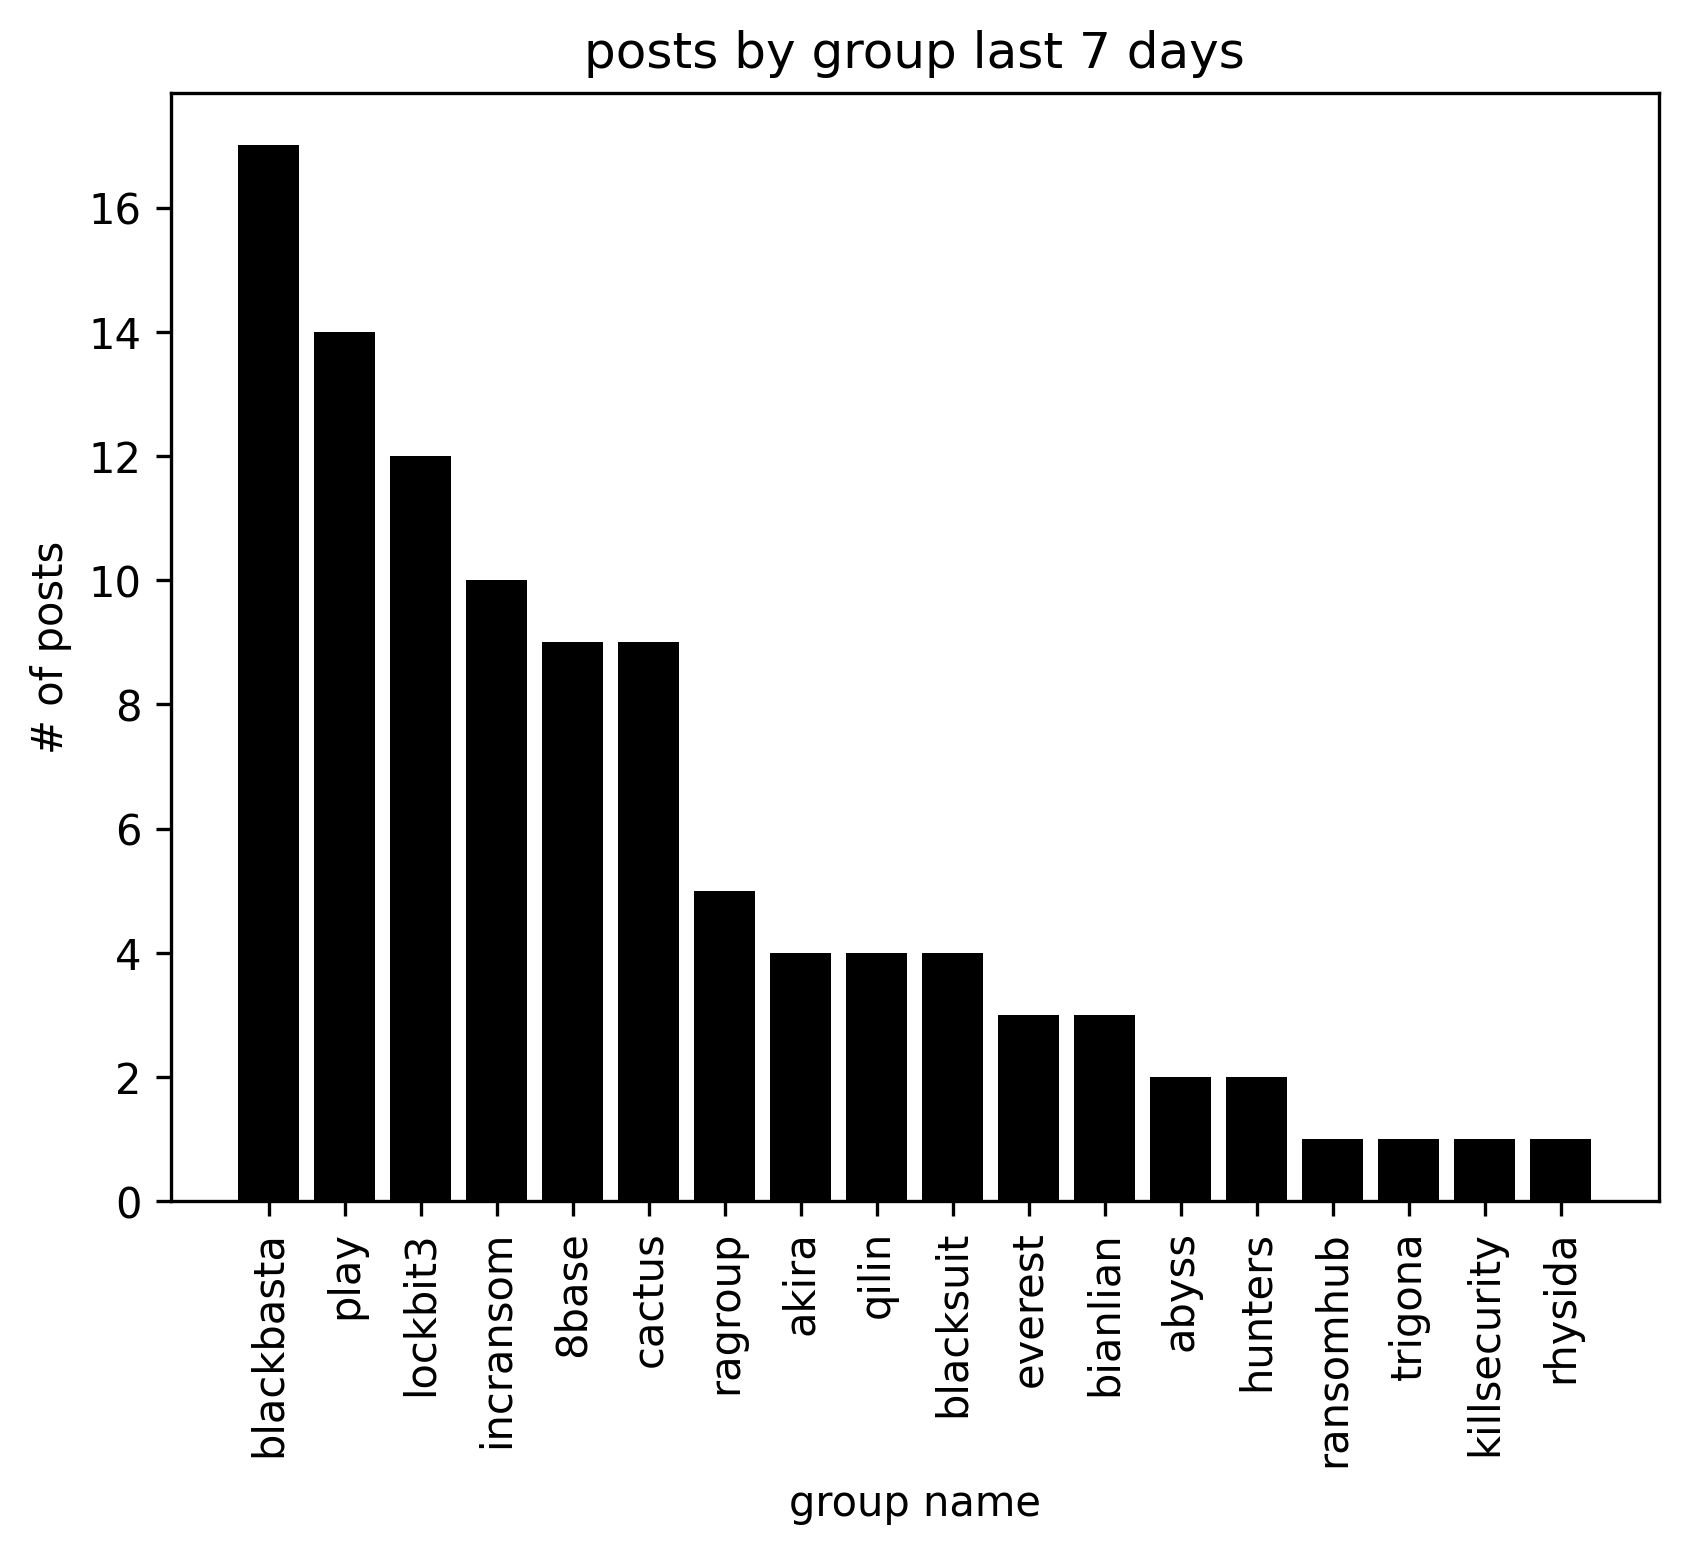 posts by group last 7 days
16
14
12
10
8
6
4
2
0
# of posts
blackbasta
play
lockbit3
incransom
8base
cactus
ragroup
akira
qilin
blacksuit
everest
bianlian
abyss
hunters
ransomhub
trigona
killsecurity
rhysida
group name